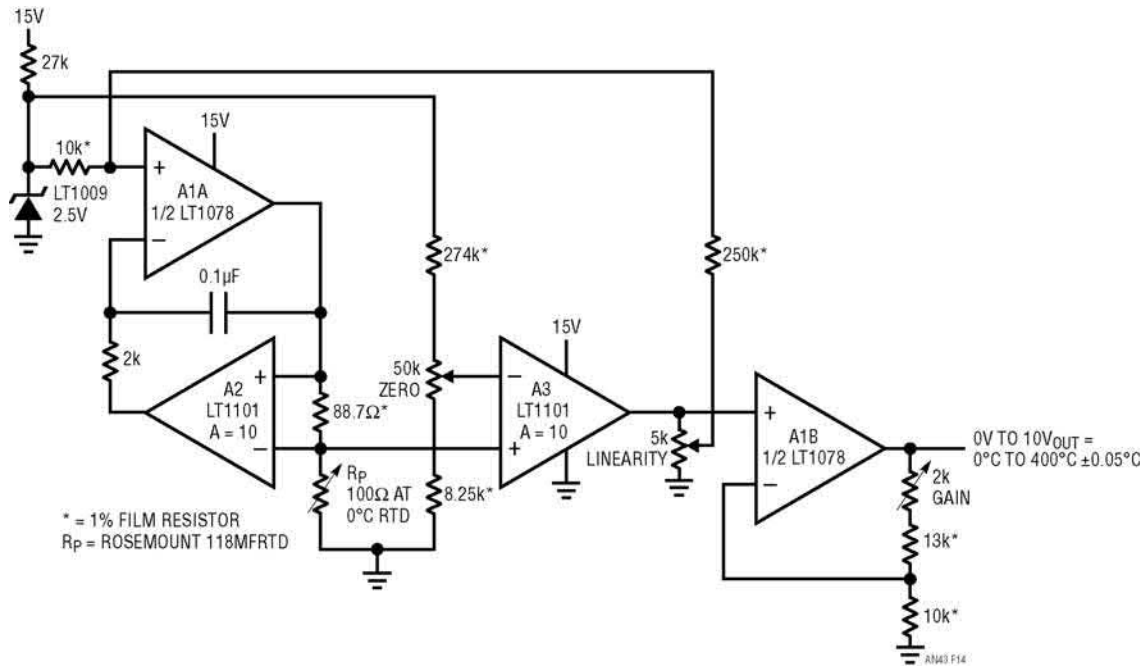 15V
27k
10k*
LT1009
2.5V
15V
+
A1A
1/2 LT1078
–
0.1µF
2k
A2
LT1101
A = 10
+
–
88.7Ω*
RP
100Ω AT
0°C RTD
274k*
50k
ZERO
8.25k*
15V
–
A3
LT1101
A = 10
+
250k*
5k
LINEARITY
+
A1B
1/2 LT1078
–
0V TO 10VOUT =
0°C TO 400°C ±0.05°C
2k
GAIN
13k*
10k*
* = 1% FILM RESISTOR
RP = ROSEMOUNT 118MFRTD
AN43 F14